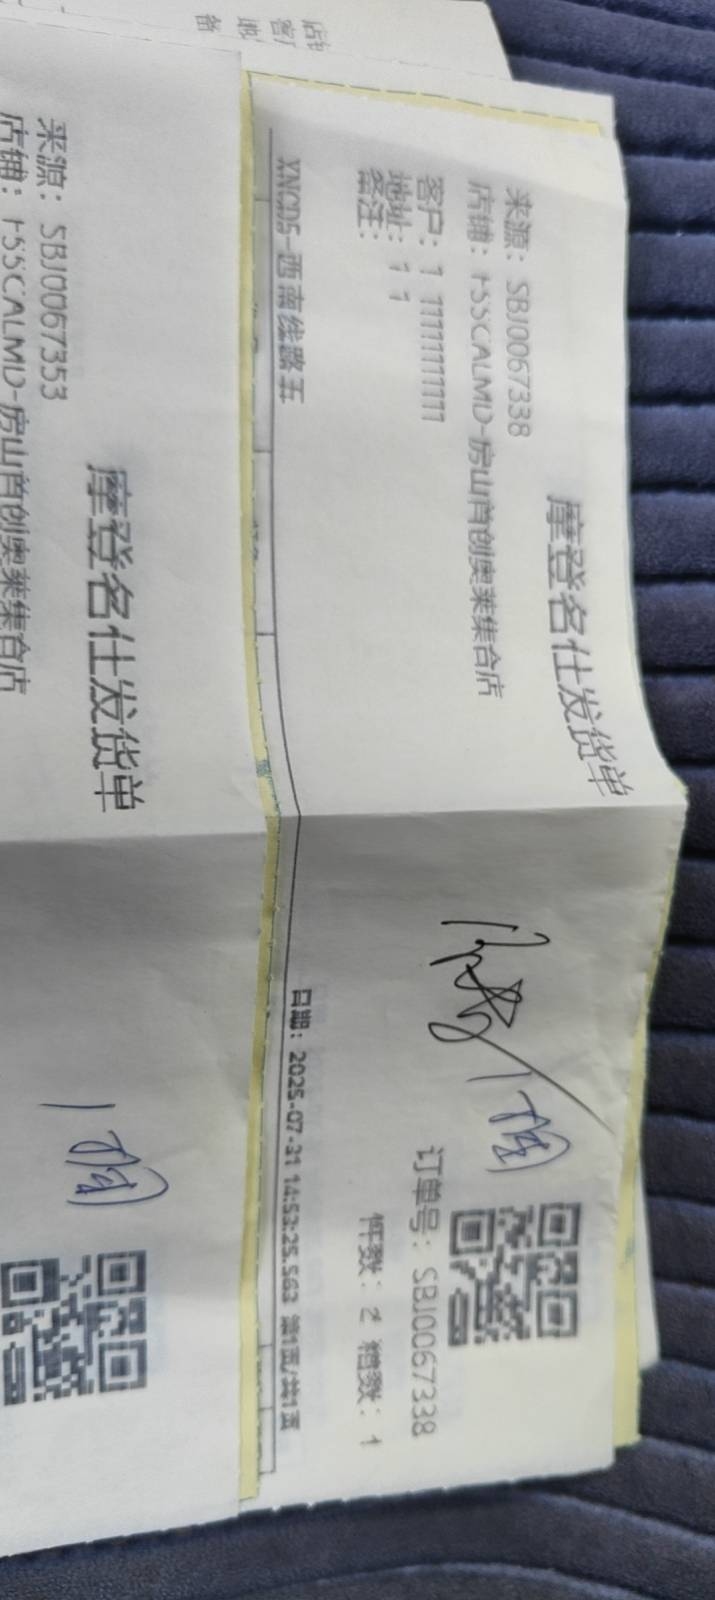 摩登名仕发货单
来源：SBJ0067338
店铺：FSSCALMD-房山首创奥莱集合店
客户：1 11111111111
地址：1 1
备注：
订单号：SBJ0067338
件数：2 箱数：1
XNCD5-西南线路五
日期：2025-07-31 14:53:25.563 第1页/共1页
摩登名仕发货单
来源：SBJ0067353
店铺：FSSCALMD-房山首创奥莱集合店